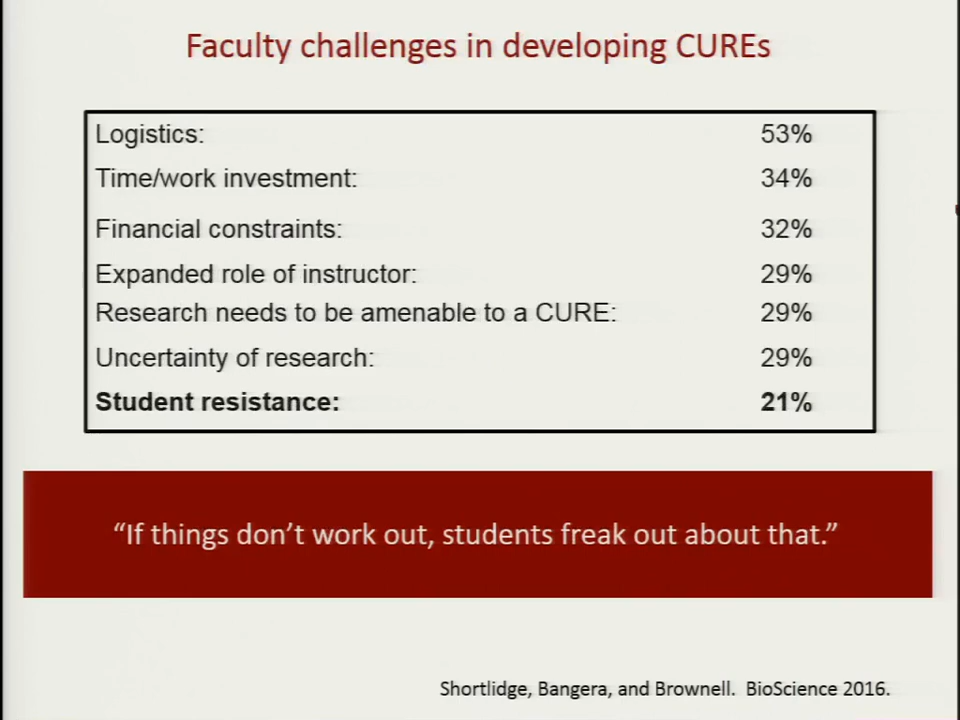 Faculty challenges in developing CUREs
Logistics: 53%
Time/work investment: 34%
Financial constraints: 32%
Expanded role of instructor: 29%
Research needs to be amenable to a CURE: 29%
Uncertainty of research: 29%
Student resistance: 21%
“If things don’t work out, students freak out about that.”
Shortlidge, Bangera, and Brownell. BioScience 2016.